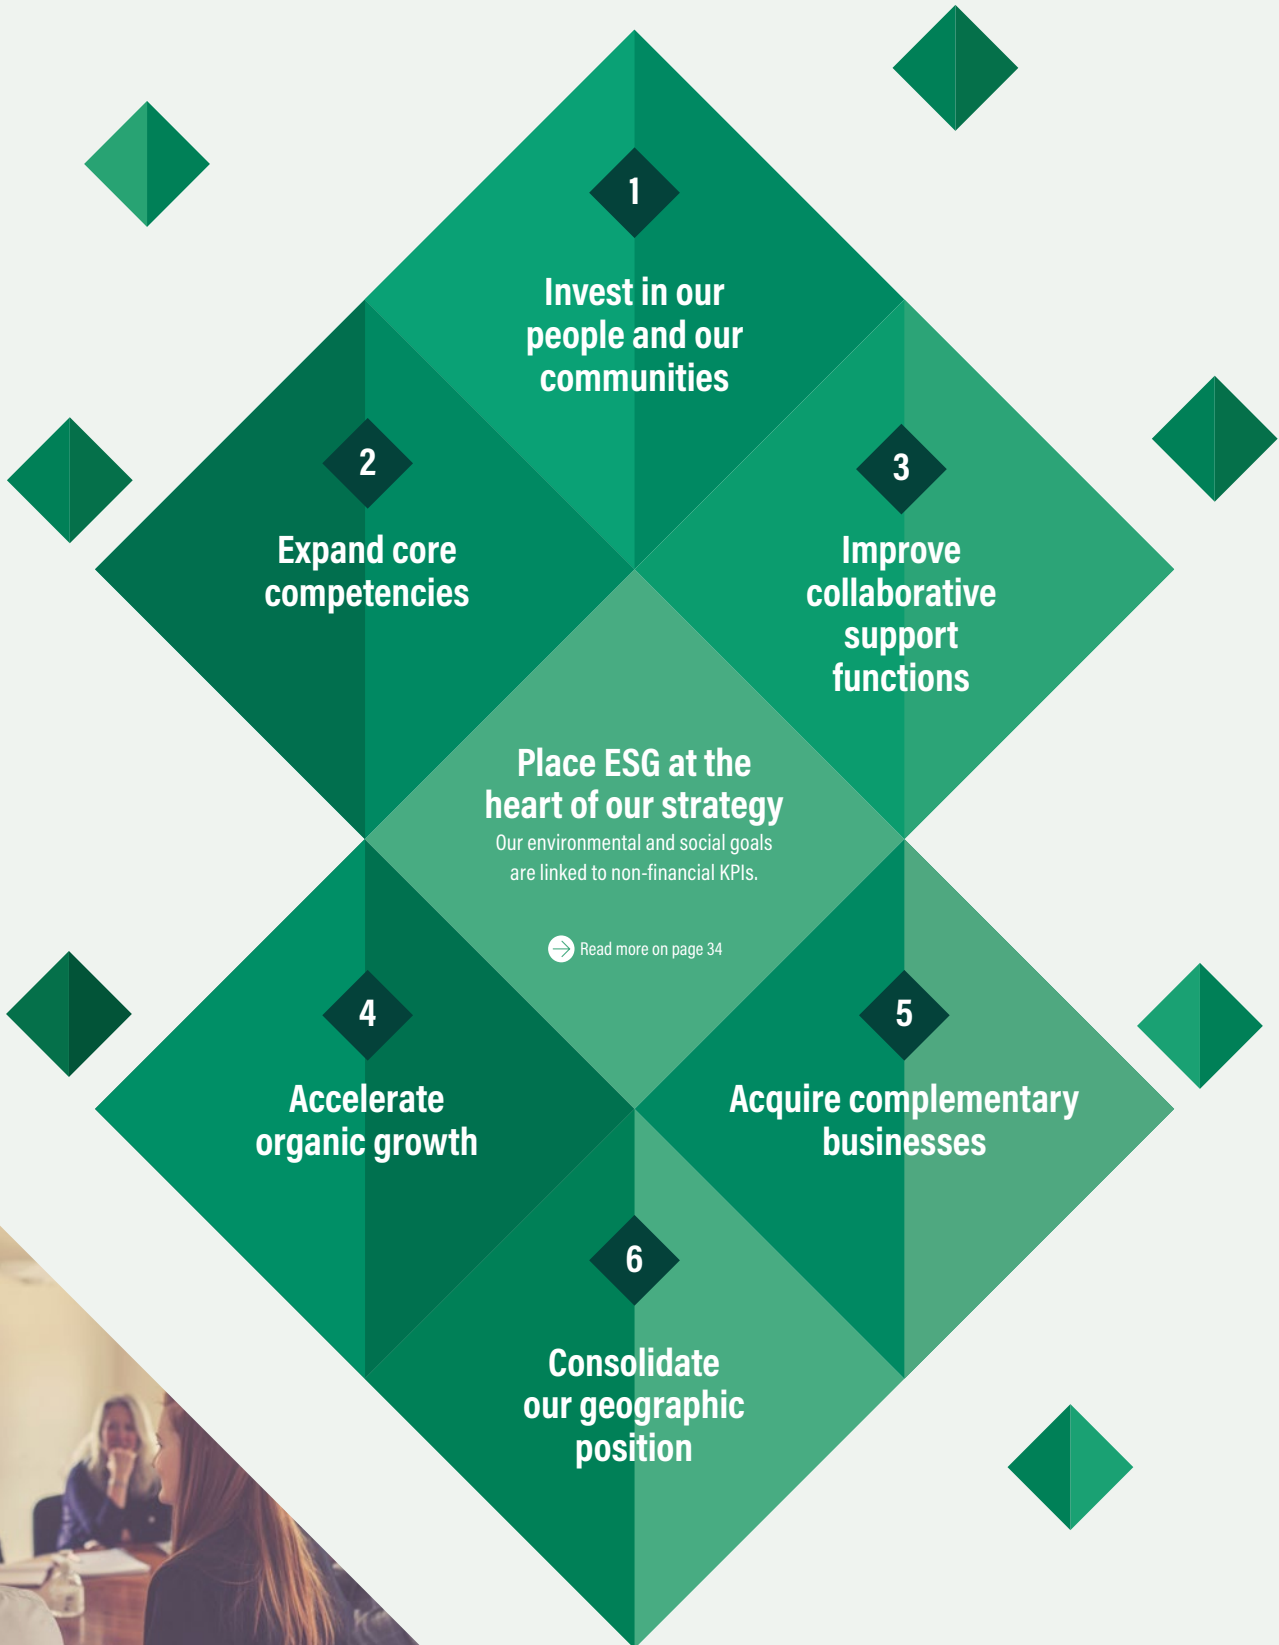 1
Invest in our
people and our
communities
2
Expand core
competencies
3
Improve
collaborative
support
functions
Place ESG at the
heart of our strategy
Our environmental and social goals
are linked to non-financial KPIs.
Read more on page 34
4
Accelerate
organic growth
5
Acquire complementary
businesses
6
Consolidate
our geographic
position